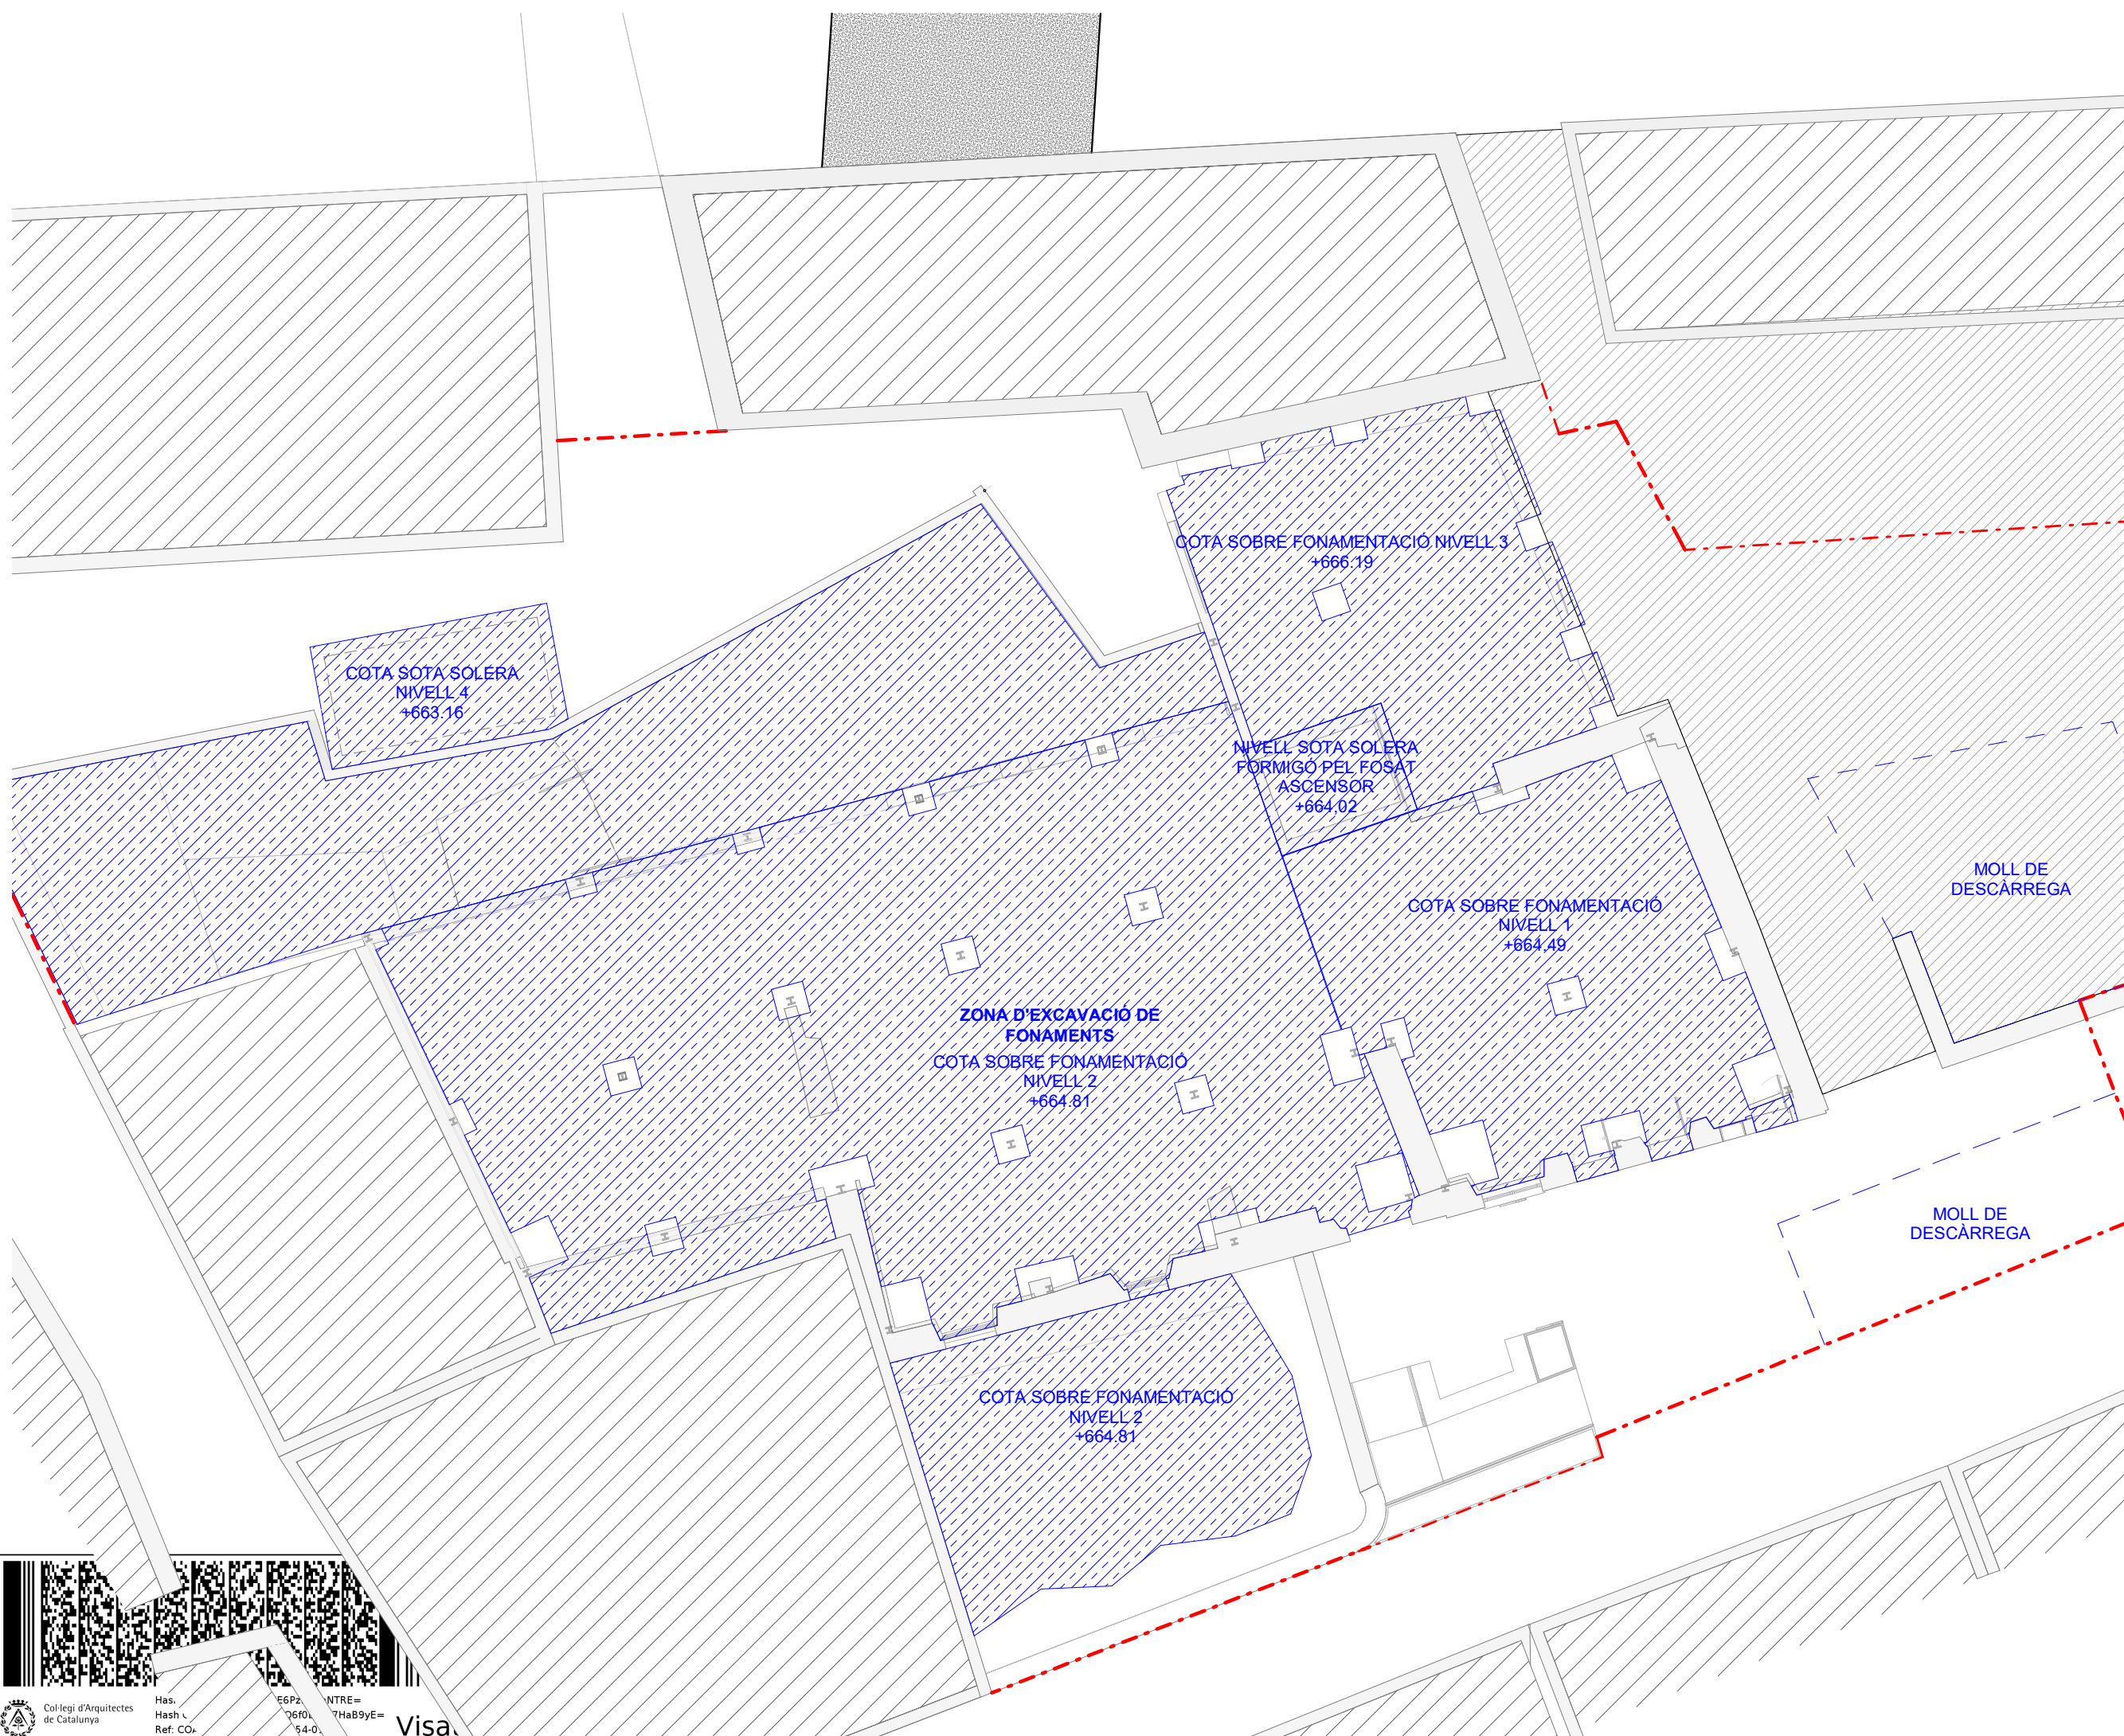 COTA SOBRE FONAMENTACIÓ NIVELL 3
+666.19
COTA SOTA SOLERA
NIVELL 4
+663.16
NIVELL SOTA SOLERA
FORMIGÓ PEL FOSAT
ASCENSOR
+664,02
MOLL DE
DESCÀRREGA
COTA SOBRE FONAMENTACIÓ
NIVELL 1
+664,49
ZONA D'EXCAVACIÓ DE
FONAMENTS
COTA SOBRE FONAMENTACIÓ
NIVELL 2
+664.81
MOLL DE
DESCÀRREGA
COTA SOBRE FONAMENTACIÓ
NIVELL 2
+664.81
Col·legi d'Arquitectes
de Catalunya
Hash
Ref: